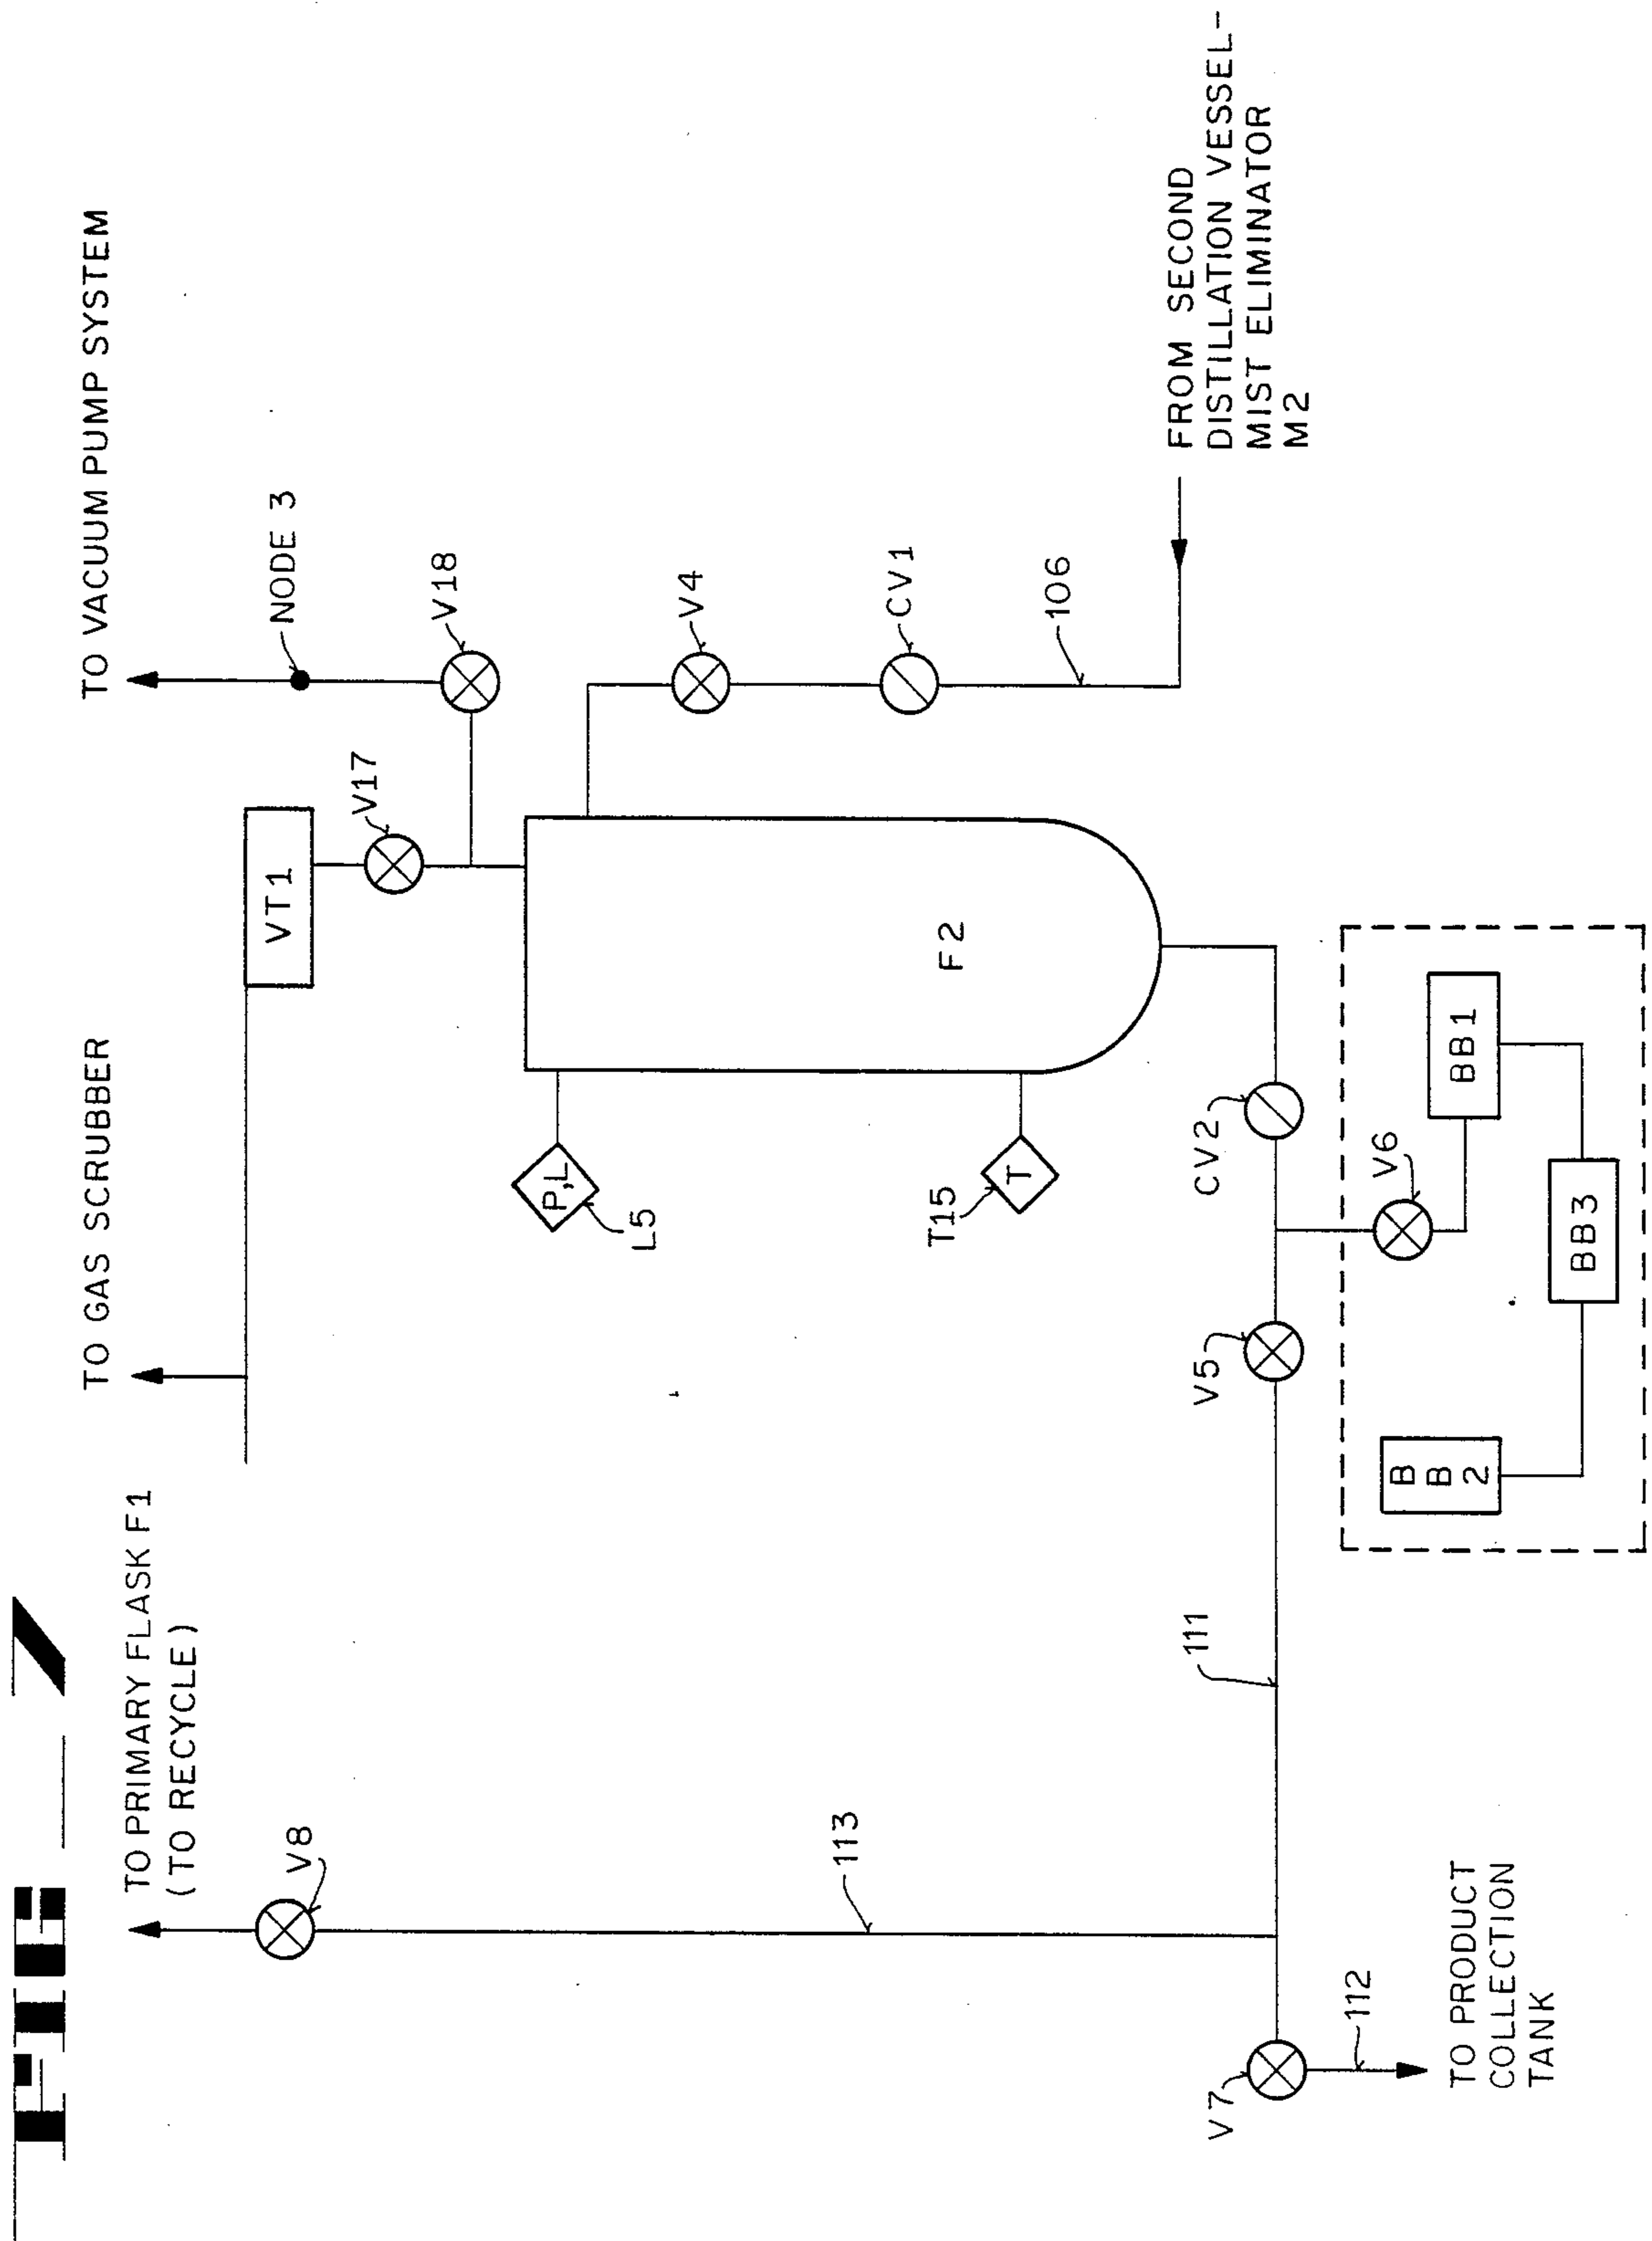 FIG 7
TO PRIMARY FLASK F1
(TO RECYCLE)
TO GAS SCRUBBER
TO VACUUM PUMP SYSTEM
V8
VT1
V17
NODE 3
V18
P,L
L5
V4
113
F2
CV1
T15
T
106
V7
111
V5
CV2
FROM SECOND
DISTILLATION VESSEL-
MIST ELIMINATOR
M2
112
V6
BB1
B
B
2
BB3
TO PRODUCT
COLLECTION
TANK